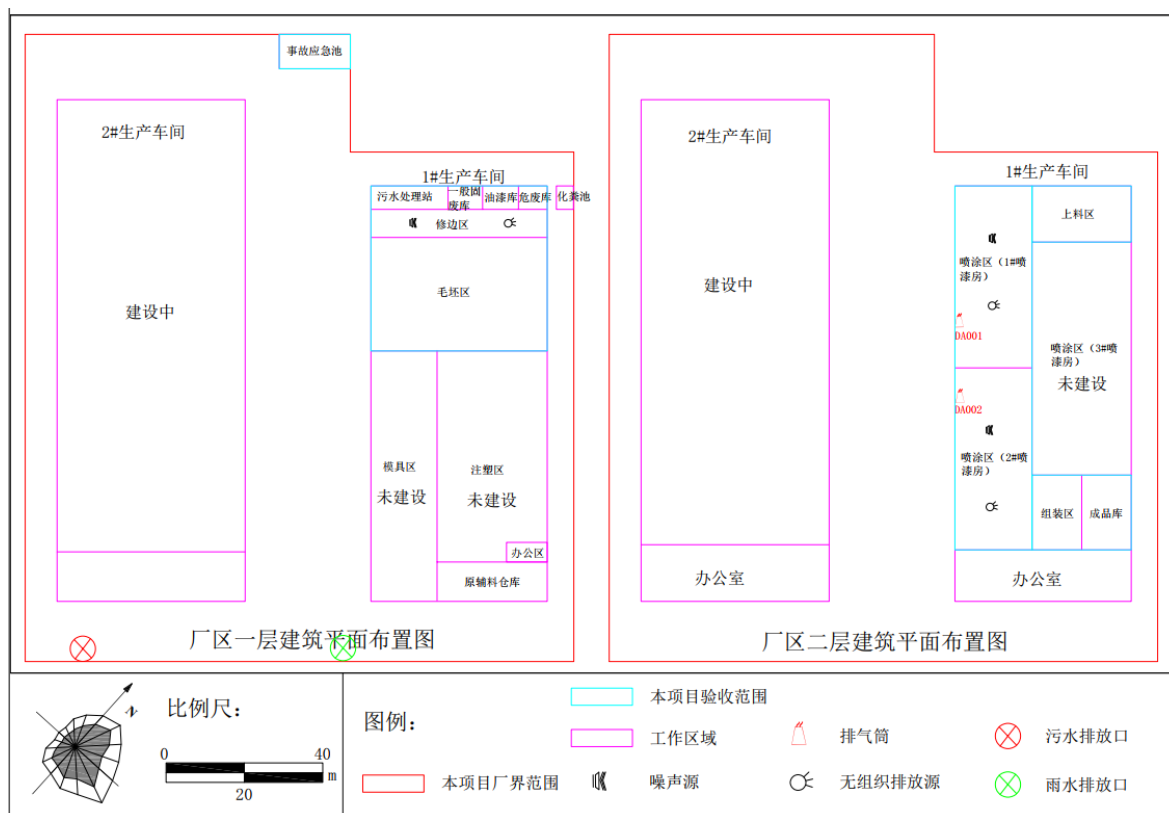 事故应急池
2#生产车间
1#生产车间
污水处理站
一般固
废库
油漆库
危废库
化粪池
修边区
毛坯区
建设中
模具区
未建设
注塑区
未建设
办公区
原辅料仓库
厂区一层建筑平面布置图
2#生产车间
1#生产车间
上料区
喷涂区（1#喷
漆房）
建设中
DA001
喷涂区（3#喷
漆房）
未建设
DA002
喷涂区（2#喷
漆房）
组装区
成品库
办公室
办公室
厂区二层建筑平面布置图
N
比例尺：
0
40
m
20
图例：
本项目验收范围
工作区域
排气筒
污水排放口
本项目厂界范围
噪声源
无组织排放源
雨水排放口